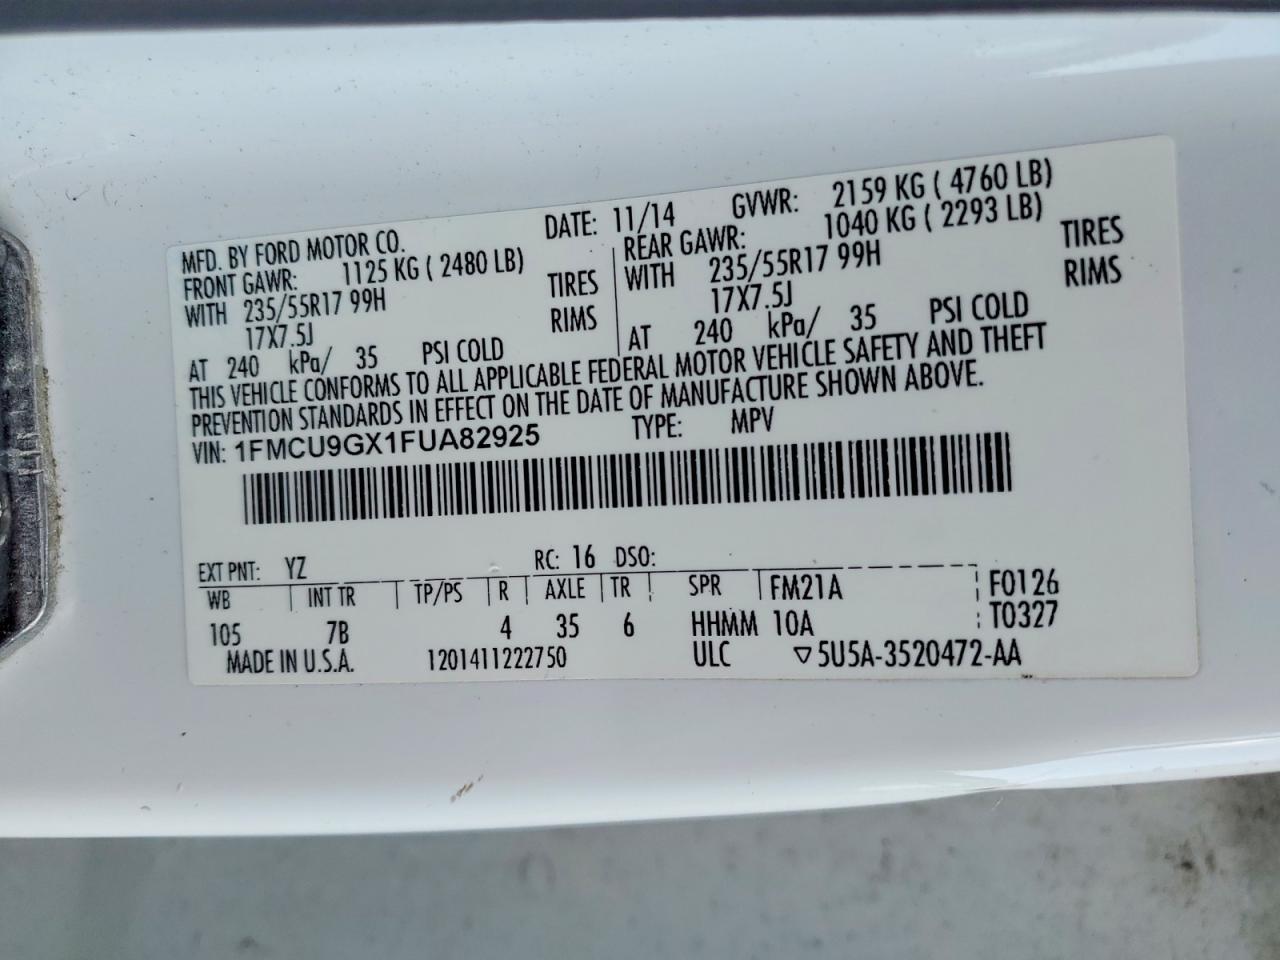 MFD. BY FORD MOTOR CO. DATE: 11/14 GVWR: 2159 KG ( 4760 LB)
FRONT GAWR: 1125 KG ( 2480 LB) REAR GAWR: 1040 KG ( 2293 LB)
WITH 235/55R17 99H TIRES WITH 235/55R17 99H TIRES
17X7.5J RIMS 17X7.5J RIMS
AT 240 kPa/ 35 PSI COLD AT 240 kPa/ 35 PSI COLD
THIS VEHICLE CONFORMS TO ALL APPLICABLE FEDERAL MOTOR VEHICLE SAFETY AND THEFT
PREVENTION STANDARDS IN EFFECT ON THE DATE OF MANUFACTURE SHOWN ABOVE.
VIN: 1FMCU9GX1FUA82925 TYPE: MPV
EXT PNT: YZ RC: 16 DSO:
WB INT TR TP/PS R AXLE TR SPR FM21A F0126
105 7B 4 35 6 HHMM 10A T0327
MADE IN U.S.A. 1201411222750 ULC ▽5U5A-3520472-AA